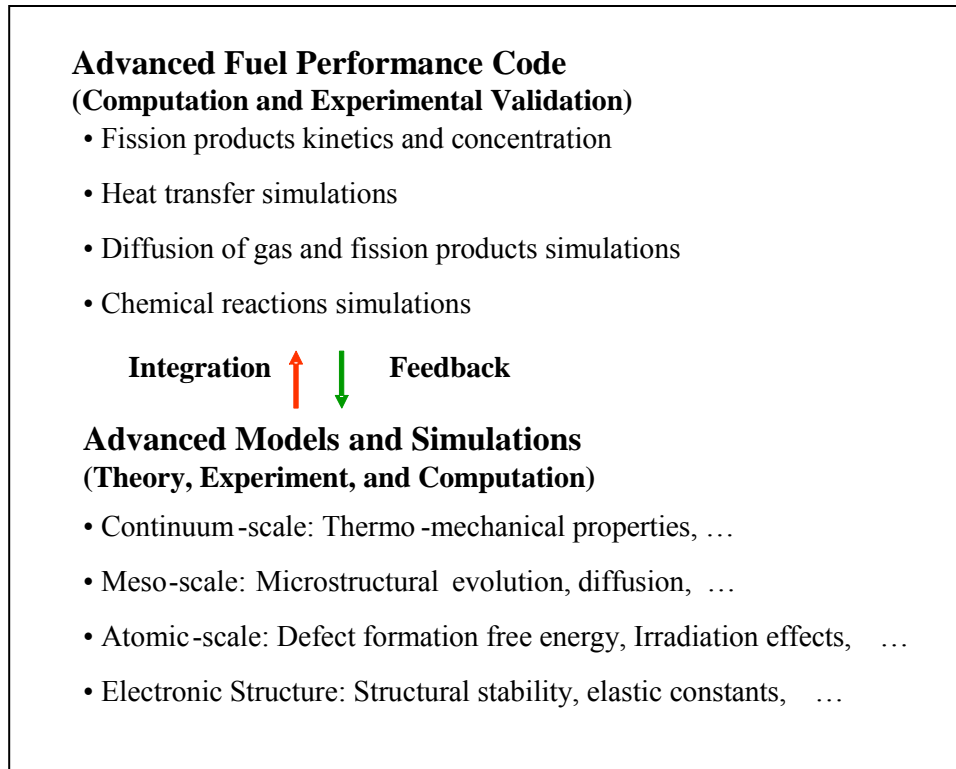 Advanced Fuel Performance Code
(Computation and Experimental Validation)
• Fission products kinetics and concentration
• Heat transfer simulations
• Diffusion of gas and fission products simulations
• Chemical reactions simulations
Integration Feedback
Advanced Models and Simulations
(Theory, Experiment, and Computation)
• Continuum-scale: Thermo-mechanical properties, …
• Meso-scale: Microstructural evolution, diffusion, …
• Atomic-scale: Defect formation free energy, Irradiation effects, …
• Electronic Structure: Structural stability, elastic constants, …